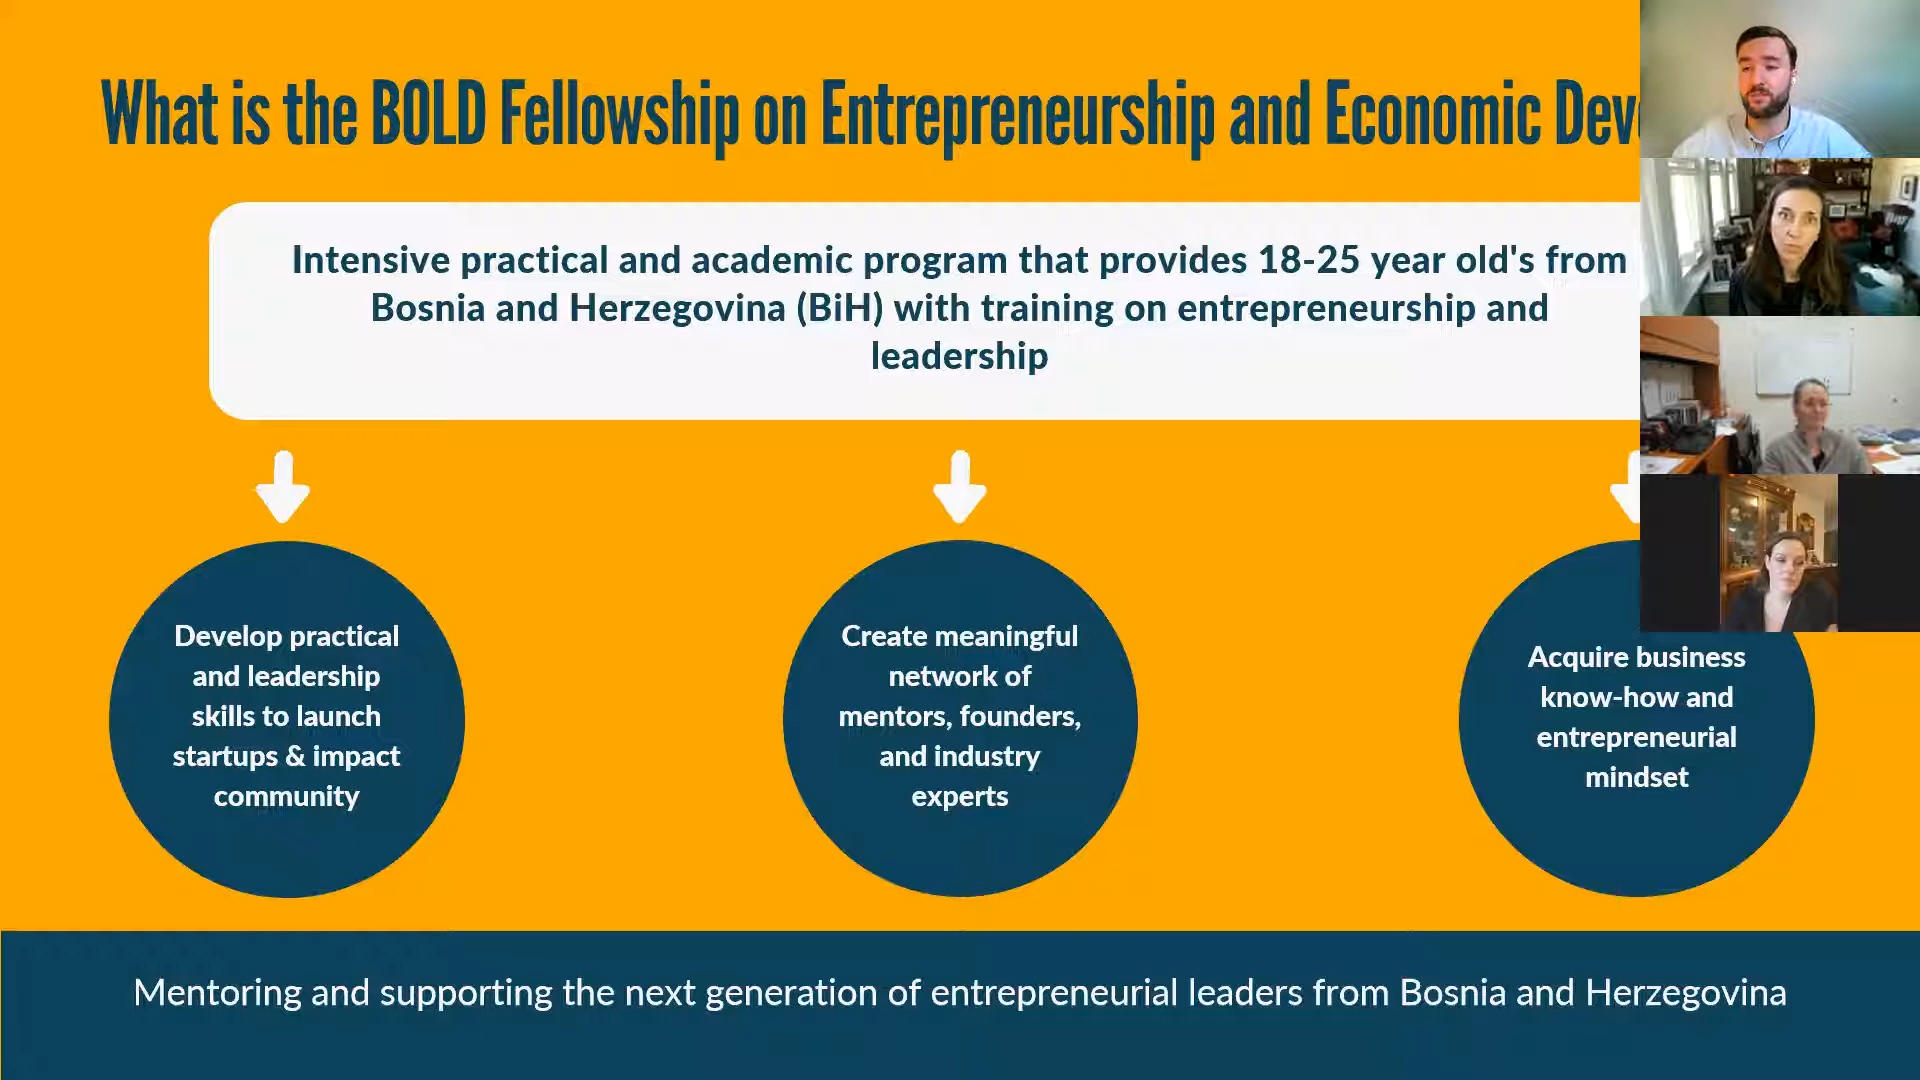 What is the BOLD Fellowship on Entrepreneurship and Economic
Intensive practical and academic program that provides 18-25 year old's from
Bosnia and Herzegovina (BiH) with training on entrepreneurship and
leadership
Develop practical
and leadership
skills to launch
startups & impact
community
Create meaningful
network of
mentors, founders,
and industry
experts
Acquire business
know-how and
entrepreneurial
mindset
Mentoring and supporting the next generation of entrepreneurial leaders from Bosnia and Herzegovina